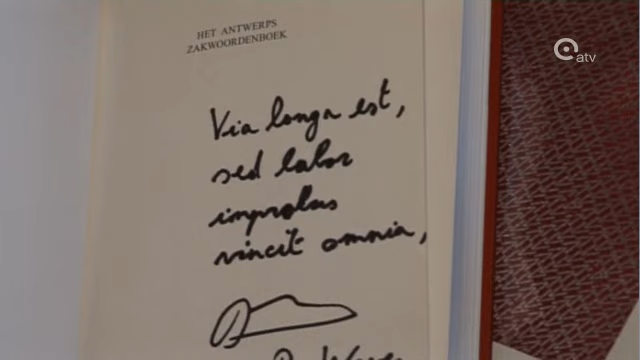 HET ANTWERPS
ZAKWOORDENBOEK
Via longa est,
sed labor
improbus
vincit omnia,
atv